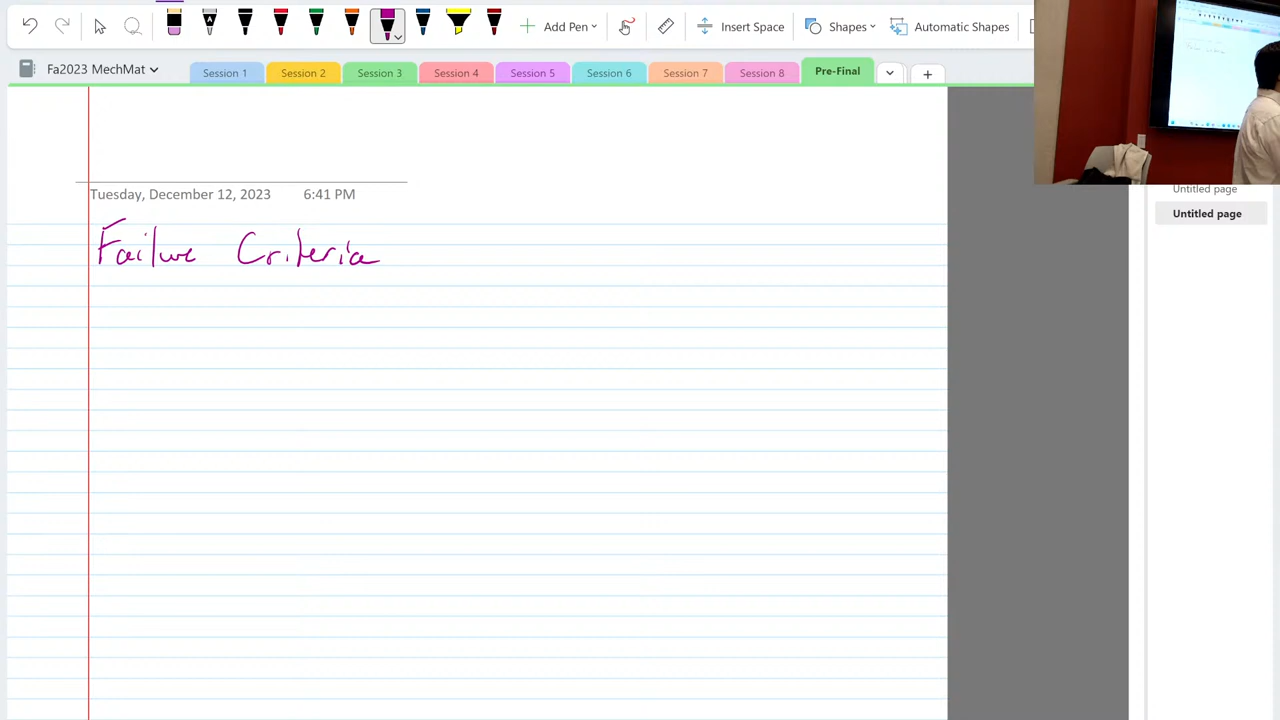 Add Pen
Insert Space
Shapes
Automatic Shapes
Fa2023 MechMat
Session 1
Session 2
Session 3
Session 4
Session 5
Session 6
Session 7
Session 8
Pre-Final
Tuesday, December 12, 2023 6:41 PM
Failure Criteria
Untitled page
Untitled page